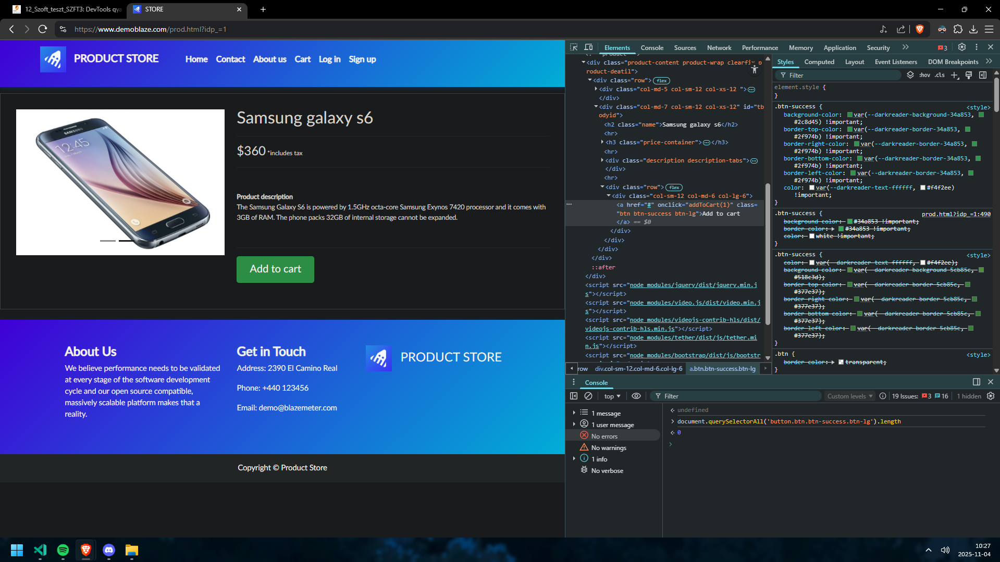 12_Szoft_teszt_SZFT3: DevTools gya
STORE
https://www.demoblaze.com/prod.html?idp_=1
PRODUCT STORE
Home
Contact
About us
Cart
Log in
Sign up
SAMSUNG
12:45
Samsung galaxy s6
$360 *includes tax
Product description
The Samsung Galaxy S6 is powered by 1.5GHz octa-core Samsung Exynos 7420 processor and it comes with
3GB of RAM. The phone packs 32GB of internal storage cannot be expanded.
Add to cart
About Us
We believe performance needs to be validated
at every stage of the software development
cycle and our open source compatible,
massively scalable platform makes that a
reality.
Get in Touch
Address: 2390 El Camino Real
Phone: +440 123456
Email: demo@blazemeter.com
PRODUCT STORE
Copyright © Product Store
Elements
Console
Sources
Network
Performance
Memory
Application
Security
3
<div class="product-content product-wrap clearfix p
roduct-deatil">
<div class="row"> flex
<div class="col-md-5 col-sm-12 col-xs-12 ">
</div>
<div class="col-md-7 col-sm-12 col-xs-12" id="tb
odyid">
<h2 class="name">Samsung galaxy s6</h2>
<hr>
<h3 class="price-container"></h3>
<hr>
<div class="description description-tabs">
</div>
<hr>
<div class="row"> flex
<div class="col-sm-12 col-md-6 col-lg-6">
<a href="#" onclick="addToCart(1)" class=
"btn btn-success btn-lg">Add to cart
</a> == $0
</div>
</div>
</div>
</div>
::after
</div>
<script src="node_modules/jquery/dist/jquery.min.j
s"></script>
<script src="node_modules/video.js/dist/video.min.j
s"></script>
<script src="node_modules/videojs-contrib-hls/dist/
videojs-contrib-hls.min.js"></script>
<script src="node_modules/tether/dist/js/tether.mi
n.js"></script>
<script src="node_modules/bootstrap/dist/js/bootstr
row
div.col-sm-12.col-md-6.col-lg-6
a.btn.btn-success.btn-lg
Styles
Computed
Layout
Event Listeners
DOM Breakpoints
Filter
:hov
.cls
element.style {
}
.btn-success {
<style>
background-color: var(--darkreader-background-34a853,
#2c8d45) !important;
border-top-color: var(--darkreader-border-34a853,
#2f974b) !important;
border-right-color: var(--darkreader-border-34a853,
#2f974b) !important;
border-bottom-color: var(--darkreader-border-34a853,
#2f974b) !important;
border-left-color: var(--darkreader-border-34a853,
#2f974b) !important;
color: var(--darkreader-text-ffffff, #f4f2ee)
!important;
}
.btn-success {
prod.html?idp_=1:490
background-color: #34a853 !important;
border-color: #34a853 !important;
color: white !important;
}
.btn-success {
<style>
color: var(--darkreader-text-ffffff, #f4f2ee);
background-color: var(--darkreader-background-5cb85c,
#518c3d);
border-top-color: var(--darkreader-border-5cb85c,
#377e37);
border-right-color: var(--darkreader-border-5cb85c,
#377e37);
border-bottom-color: var(--darkreader-border-5cb85c,
#377e37);
border-left-color: var(--darkreader-border-5cb85c,
#377e37);
}
.btn {
<style>
border-color: transparent;
}
Console
top
Filter
Custom levels
19 Issues: 3 16
1 hidden
1 message
1 user message
No errors
No warnings
1 info
No verbose
undefined
document.querySelectorAll('button.btn.btn-success.btn-lg').length
0
10:27
2025-11-04